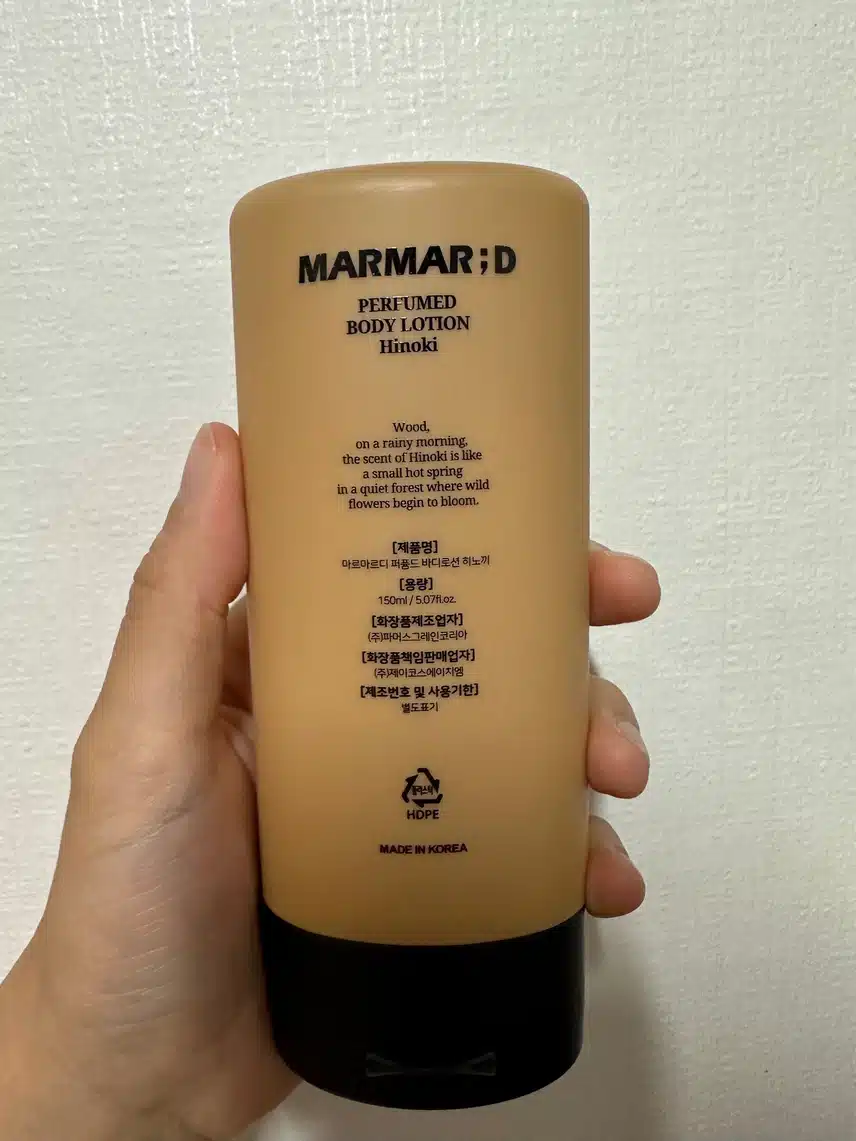 MARMAR;D
PERFUMED
BODY LOTION
Hinoki
Wood,
on a rainy morning,
the scent of Hinoki is like
a small hot spring
in a quiet forest where wild
flowers begin to bloom.
[제품명]
마르마르디 퍼퓸드 바디로션 히노끼
[용량]
150ml / 5.07fl.oz.
[화장품제조업자]
(주)파머스그레인코리아
[화장품책임판매업자]
(주)제이코스에이지엠
[제조번호 및 사용기한]
별도표기
플라스틱
HDPE
MADE IN KOREA